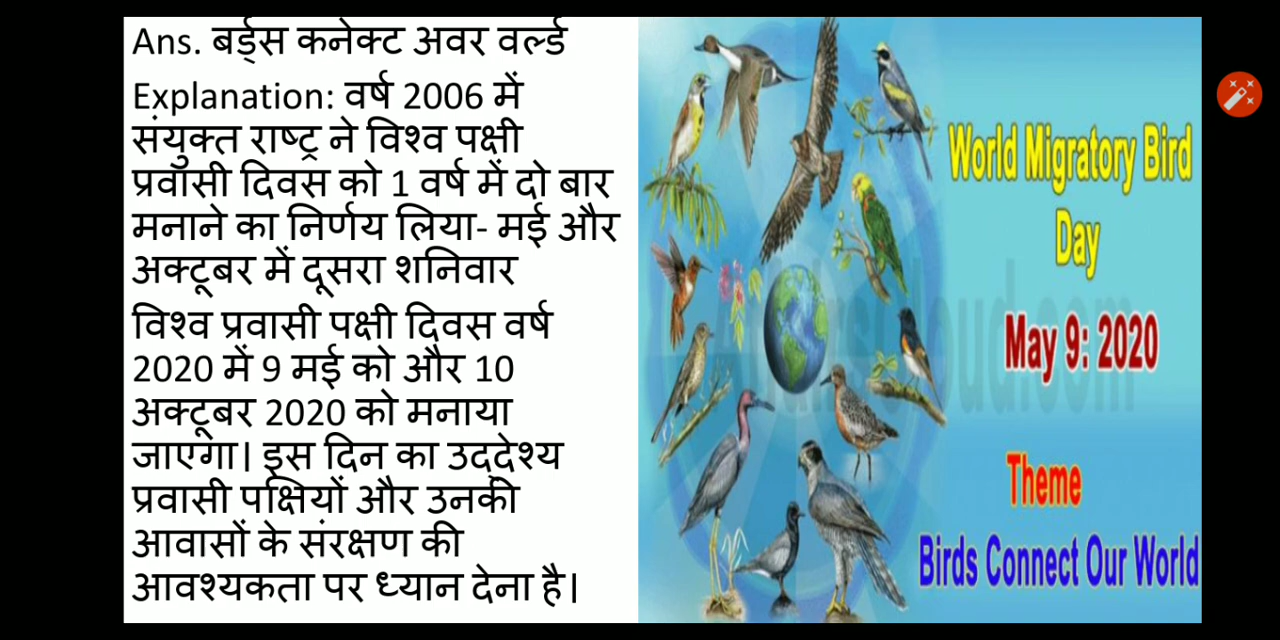 Ans. बर्ड्स कनेक्ट अवर वर्ल्ड
Explanation: वर्ष 2006 में
संयुक्त राष्ट्र ने विश्व पक्षी
प्रवासी दिवस को 1 वर्ष में दो बार
मनाने का निर्णय लिया- मई और
अक्टूबर में दूसरा शनिवार
विश्व प्रवासी पक्षी दिवस वर्ष
2020 में 9 मई को और 10
अक्टूबर 2020 को मनाया
जाएगा। इस दिन का उद्देश्य
प्रवासी पक्षियों और उनकी
आवासों के संरक्षण की
आवश्यकता पर ध्यान देना है।
World Migratory Bird
Day
May 9: 2020
Theme
Birds Connect Our World